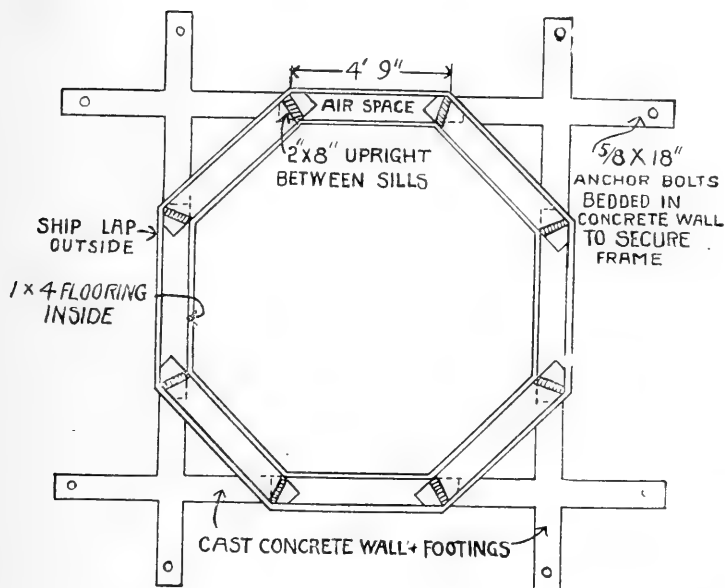 4' 9"
AIR SPACE
2"x8" UPRIGHT
BETWEEN SILLS
5/8 X 18"
ANCHOR BOLTS
BEDDED IN
CONCRETE WALL
TO SECURE
FRAME
SHIP LAP
OUTSIDE
1 x 4 FLOORING
INSIDE
CAST CONCRETE WALL + FOOTINGS